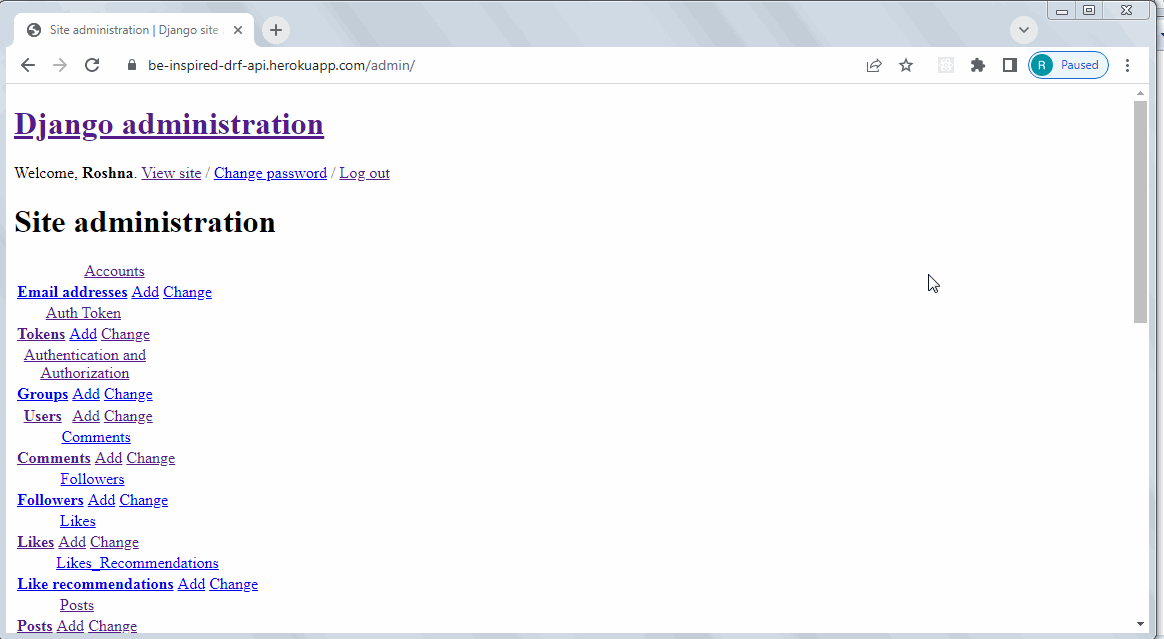 Site administration | Django site
be-inspired-drf-api.herokuapp.com/admin/
R Paused
Django administration
Welcome, Roshna. View site / Change password / Log out
Site administration
Accounts
Email addresses Add Change
Auth Token
Tokens Add Change
Authentication and
Authorization
Groups Add Change
Users Add Change
Comments
Comments Add Change
Followers
Followers Add Change
Likes
Likes Add Change
Likes_Recommendations
Like recommendations Add Change
Posts
Posts Add Change